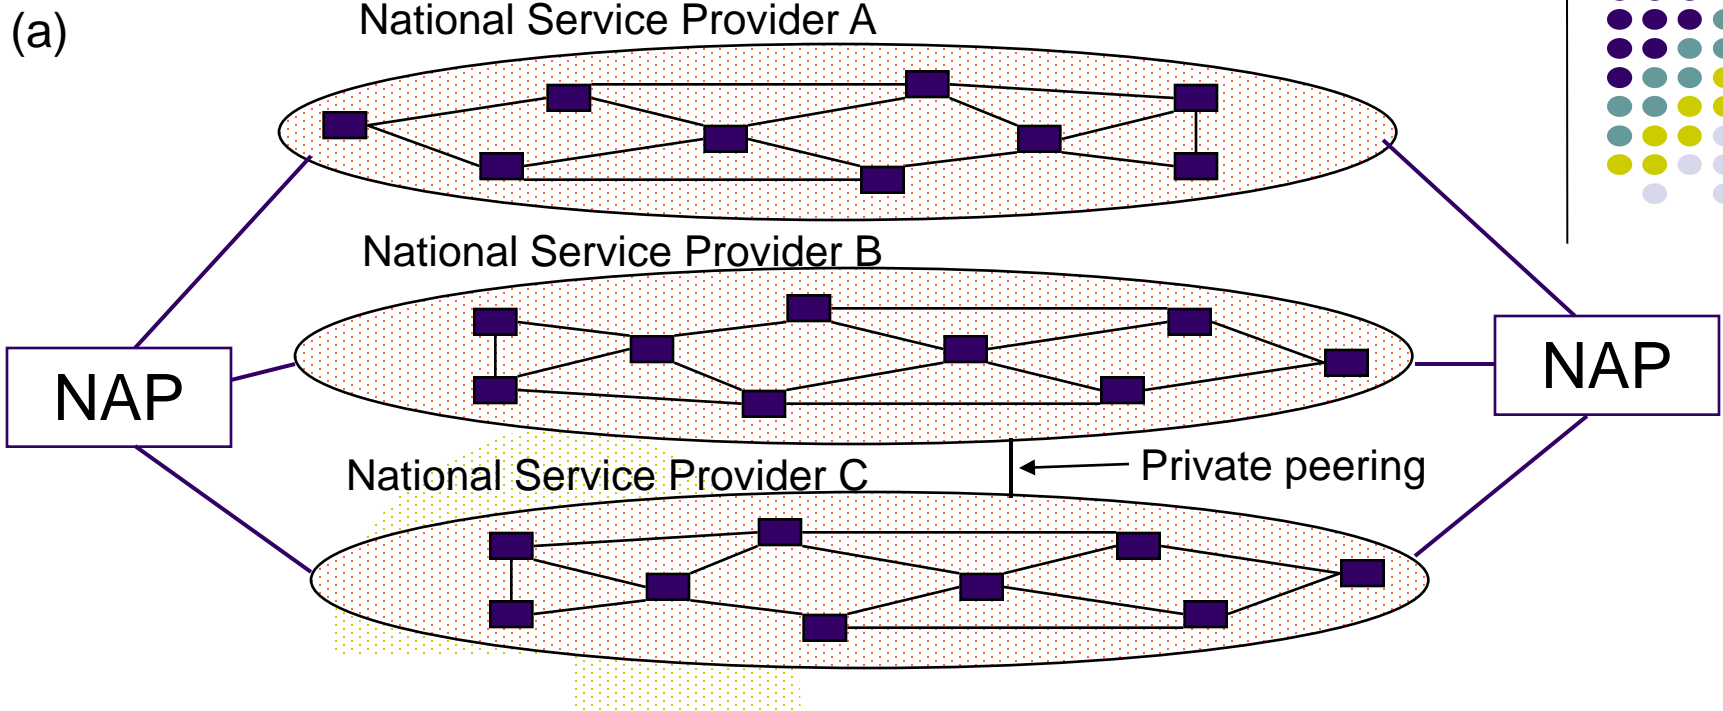 (a)
National Service Provider A
National Service Provider B
NAP
NAP
National Service Provider C
Private peering